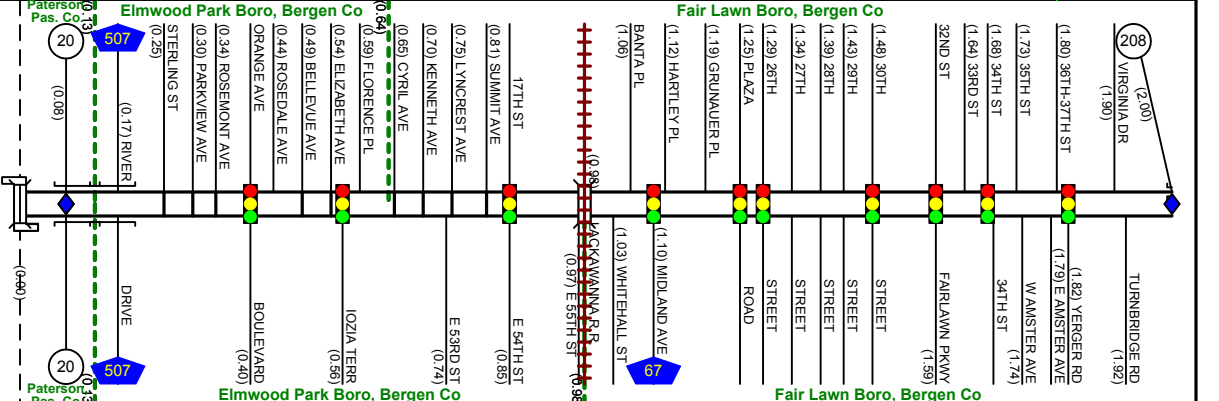 Paterson
Pas. Co.
(0.13)
Elmwood Park Boro, Bergen Co
(0.64)
Fair Lawn Boro, Bergen Co
20
(0.08)
507
(0.17) RIVER
STERLING ST
(0.25)
(0.30) PARKVIEW AVE
(0.34) ROSEMONT AVE
ORANGE AVE
(0.44) ROSEDALE AVE
(0.49) BELLEVUE AVE
(0.54) ELIZABETH AVE
(0.59) FLORENCE PL
(0.65) CYRIL AVE
(0.70) KENNETH AVE
(0.75) LYNCREST AVE
(0.81) SUMMIT AVE
17TH ST
(0.98)
BANTA PL
(1.06)
(1.12) HARTLEY PL
(1.19) GRUNAUER PL
(1.25) PLAZA
(1.29) 26TH
(1.34) 27TH
(1.39) 28TH
(1.43) 29TH
(1.48) 30TH
32ND ST
(1.64) 33RD ST
(1.68) 34TH ST
(1.73) 35TH ST
(1.80) 36TH-37TH ST
208
VIRGINIA DR
(1.90)
(2.00)
(0.00)
20
DRIVE
507
BOULEVARD
(0.40)
IOZIA TERR
(0.56)
E 53RD ST
(0.74)
E 54TH ST
(0.85)
(0.97) E 55TH ST
LACKAWANNA R.R
(1.03) WHITEHALL ST
(1.10) MIDLAND AVE
67
ROAD
STREET
STREET
STREET
STREET
STREET
FAIRLAWN PKWY
(1.59)
34TH ST
W AMSTER AVE
(1.74)
(1.79) E AMSTER AVE
(1.82) YERGER RD
TURNBRIDGE RD
(1.92)
Paterson
Pas. Co.
Elmwood Park Boro, Bergen Co
Fair Lawn Boro, Bergen Co